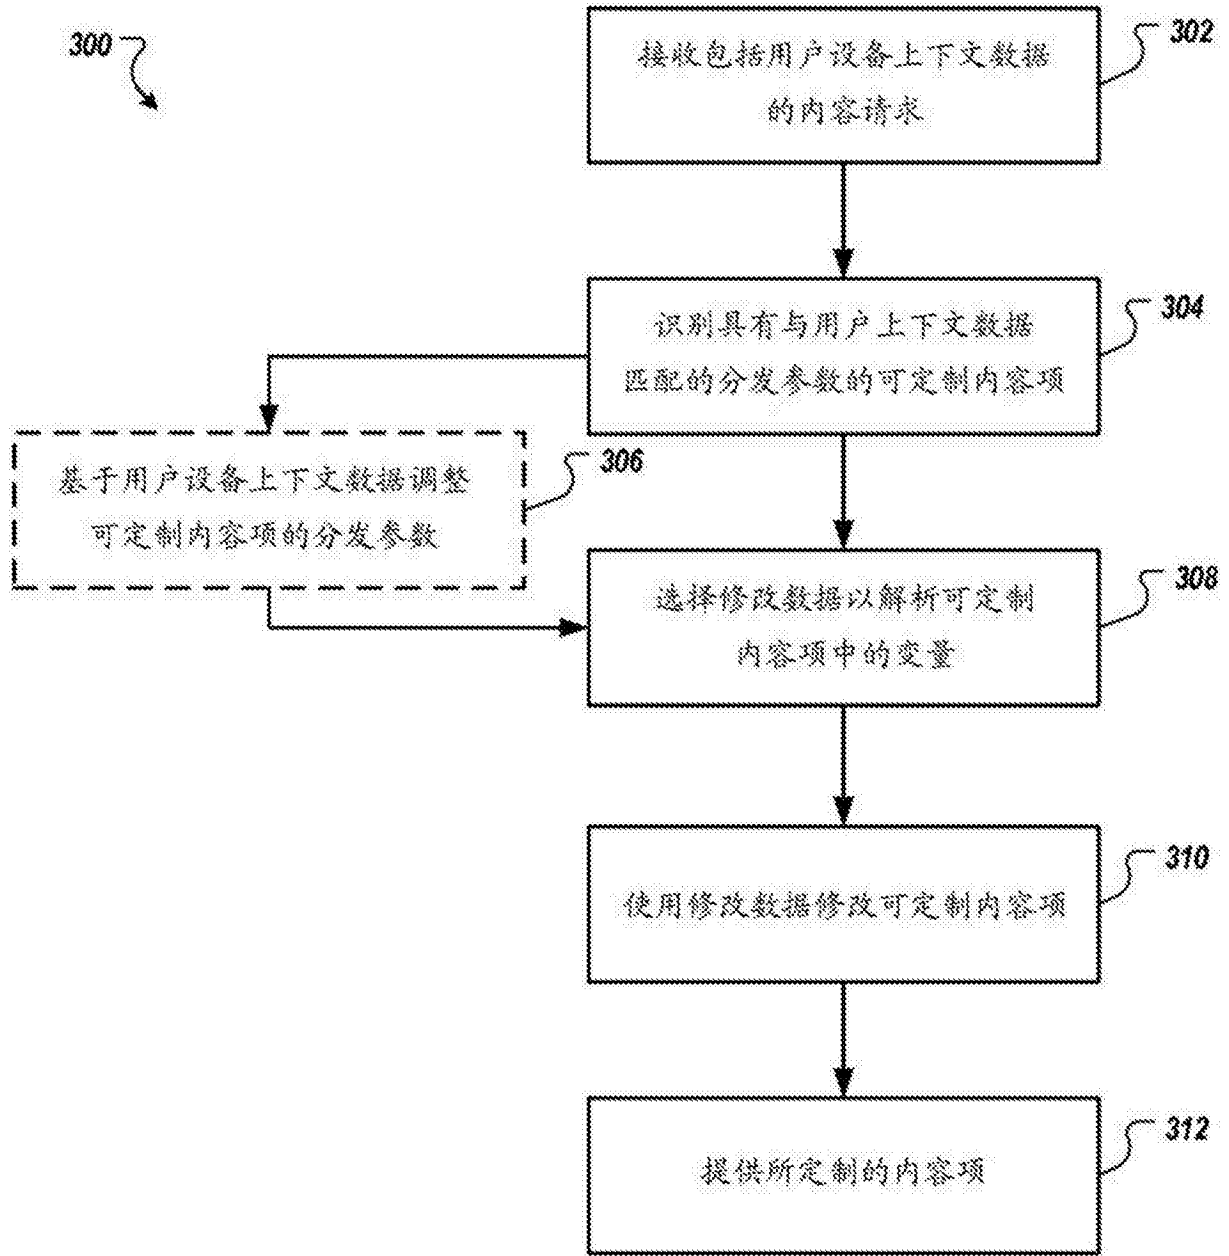 300
302
接收包括用户设备上下文数据
的内容请求
304
识别具有与用户上下文数据
匹配的分发参数的可定制内容项
306
基于用户设备上下文数据调整
可定制内容项的分发参数
308
选择修改数据以解析可定制
内容项中的变量
310
使用修改数据修改可定制内容项
312
提供所定制的内容项